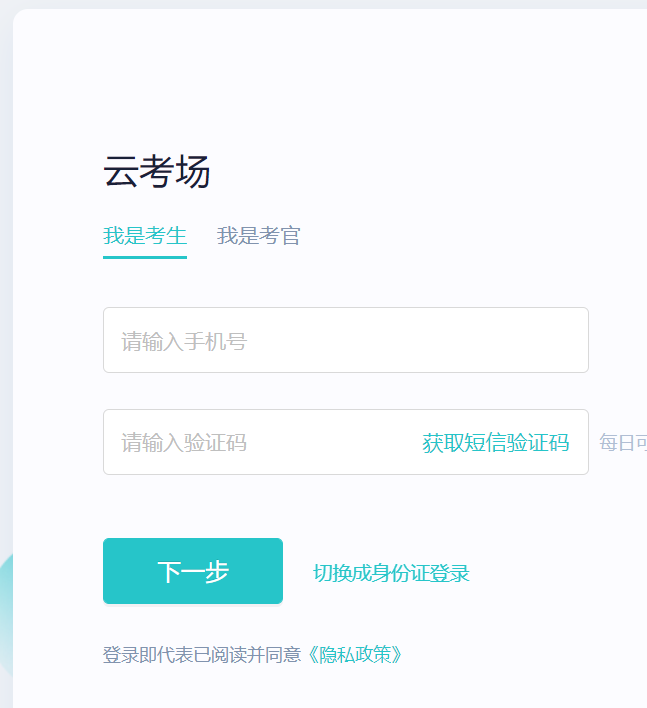 云考场
我是考生 我是考官
请输入手机号
请输入验证码 获取短信验证码 每日可
下一步 切换成身份证登录
登录即代表已阅读并同意《隐私政策》